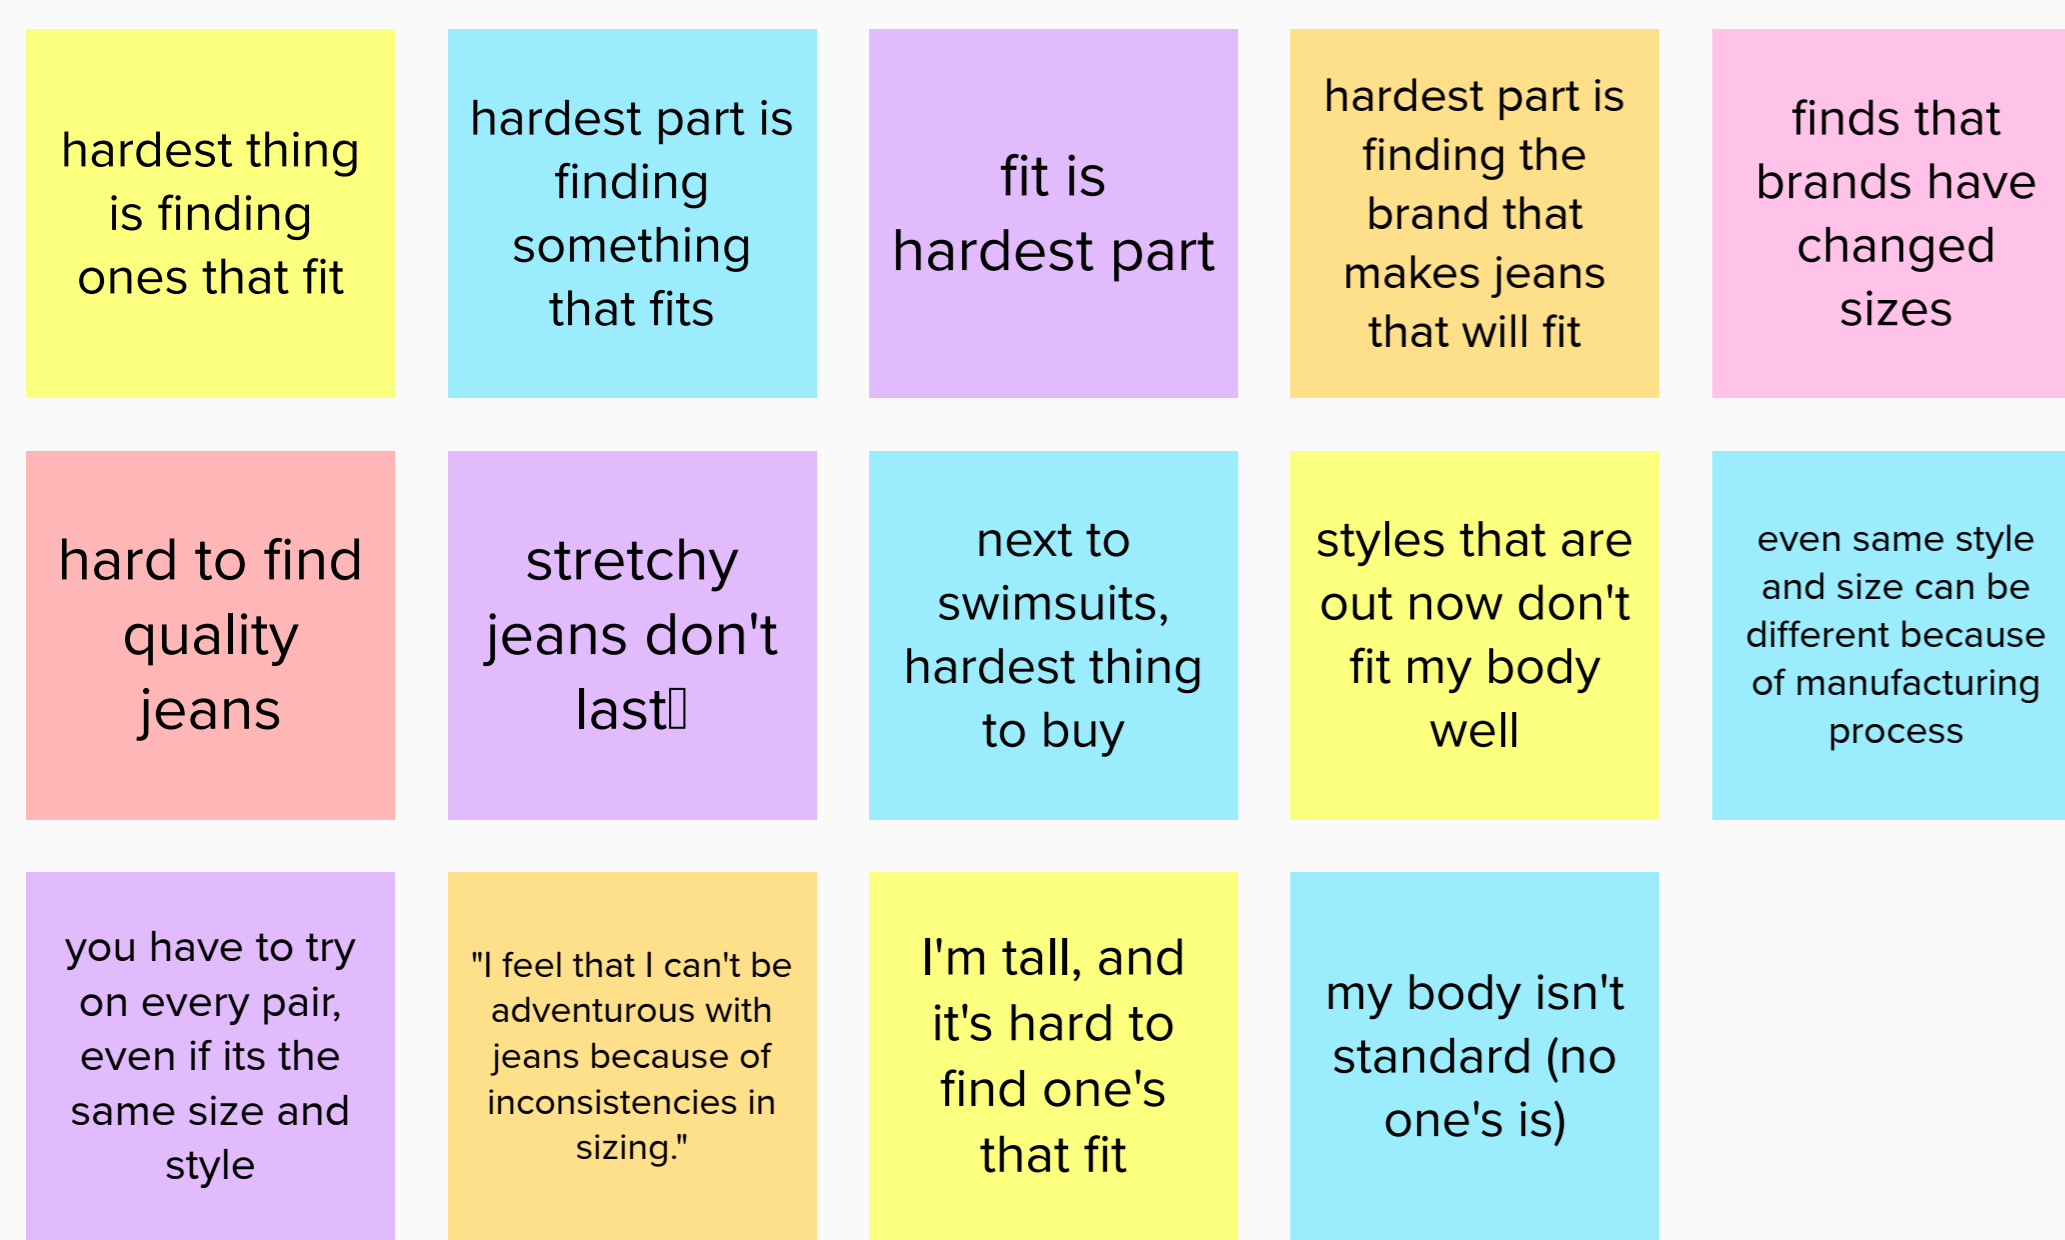 hardest thing
is finding
ones that fit
hardest part is
finding
something
that fits
fit is
hardest part
hardest part is
finding the
brand that
makes jeans
that will fit
finds that
brands have
changed
sizes
hard to find
quality
jeans
stretchy
jeans don't
last
next to
swimsuits,
hardest thing
to buy
styles that are
out now don't
fit my body
well
even same style
and size can be
different because
of manufacturing
process
you have to try
on every pair,
even if its the
same size and
style
"I feel that I can't be
adventurous with
jeans because of
inconsistencies in
sizing."
I'm tall, and
it's hard to
find one's
that fit
my body isn't
standard (no
one's is)